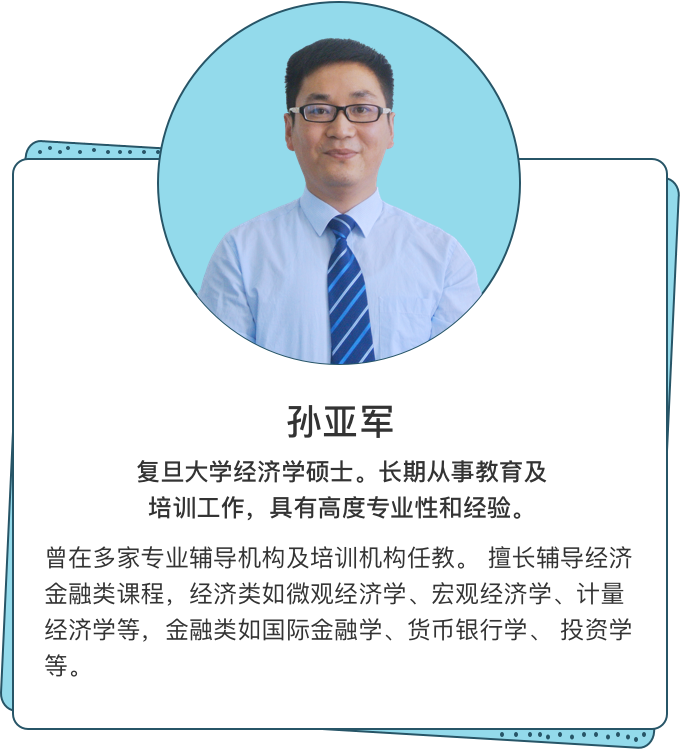 孙亚军
复旦大学经济学硕士。长期从事教育及
培训工作，具有高度专业性和经验。
曾在多家专业辅导机构及培训机构任教。 擅长辅导经济
金融类课程，经济类如微观经济学、宏观经济学、计量
经济学等，金融类如国际金融学、货币银行学、 投资学
等。